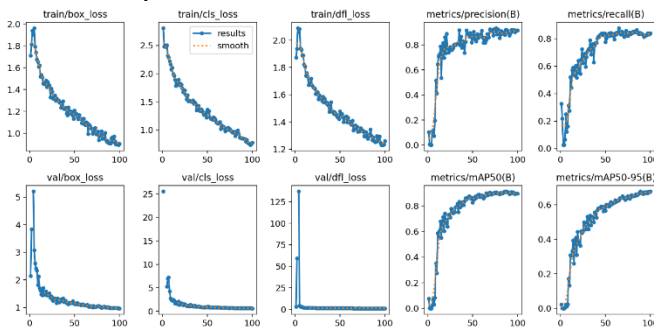 train/box_loss
train/cls_loss
train/dfl_loss
metrics/precision(B)
metrics/recall(B)
2.0
1.8
1.6
1.4
1.2
1.0
0 50 100
2.5
2.0
1.5
1.0
results
smooth
0 50 100
2.0
1.8
1.6
1.4
1.2
0 50 100
0.8
0.6
0.4
0.2
0.0
0 50 100
0.8
0.6
0.4
0.2
0.0
0 50 100
val/box_loss
val/cls_loss
val/dfl_loss
metrics/mAP50(B)
metrics/mAP50-95(B)
5
4
3
2
1
0 50 100
25
20
15
10
5
0
0 50 100
125
100
75
50
25
0
0 50 100
0.8
0.6
0.4
0.2
0.0
0 50 100
0.6
0.4
0.2
0.0
0 50 100